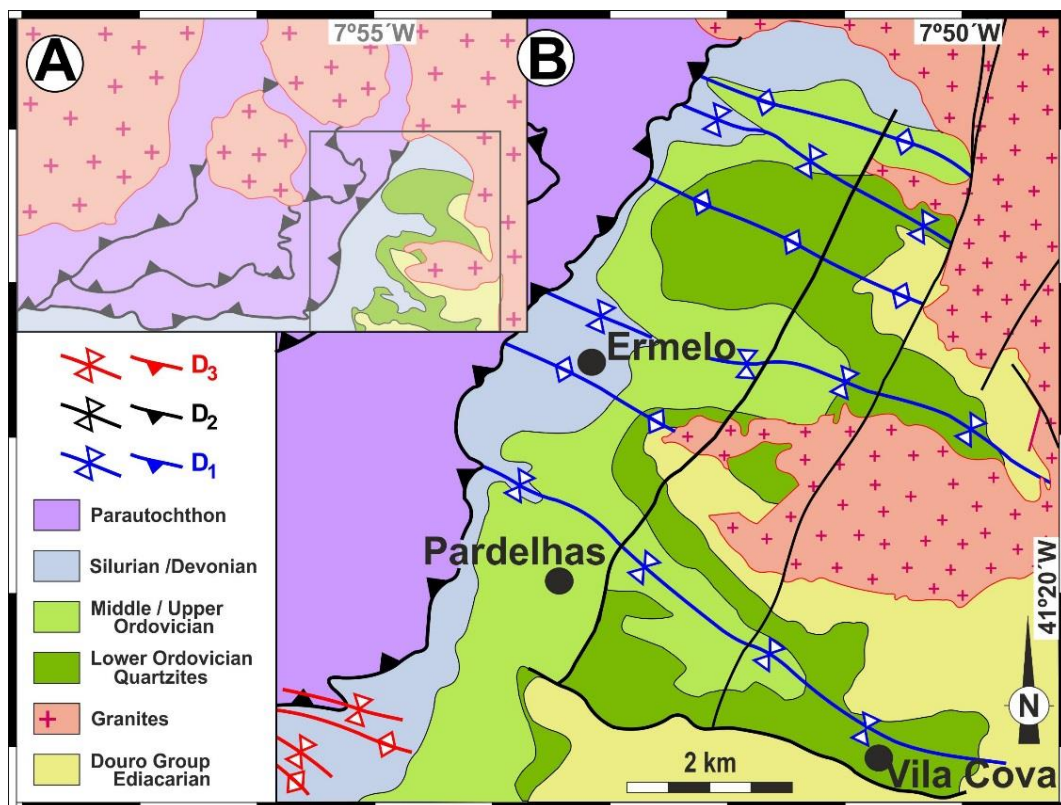 A
7º55´W
B
7º50´W
Ermelo
D3
D2
D1
Parautochthon
Silurian /Devonian
Middle / Upper
Ordovician
Lower Ordovician
Quartzites
Granites
Douro Group
Ediacarian
Pardelhas
41º20´W
N
2 km
Vila Cova